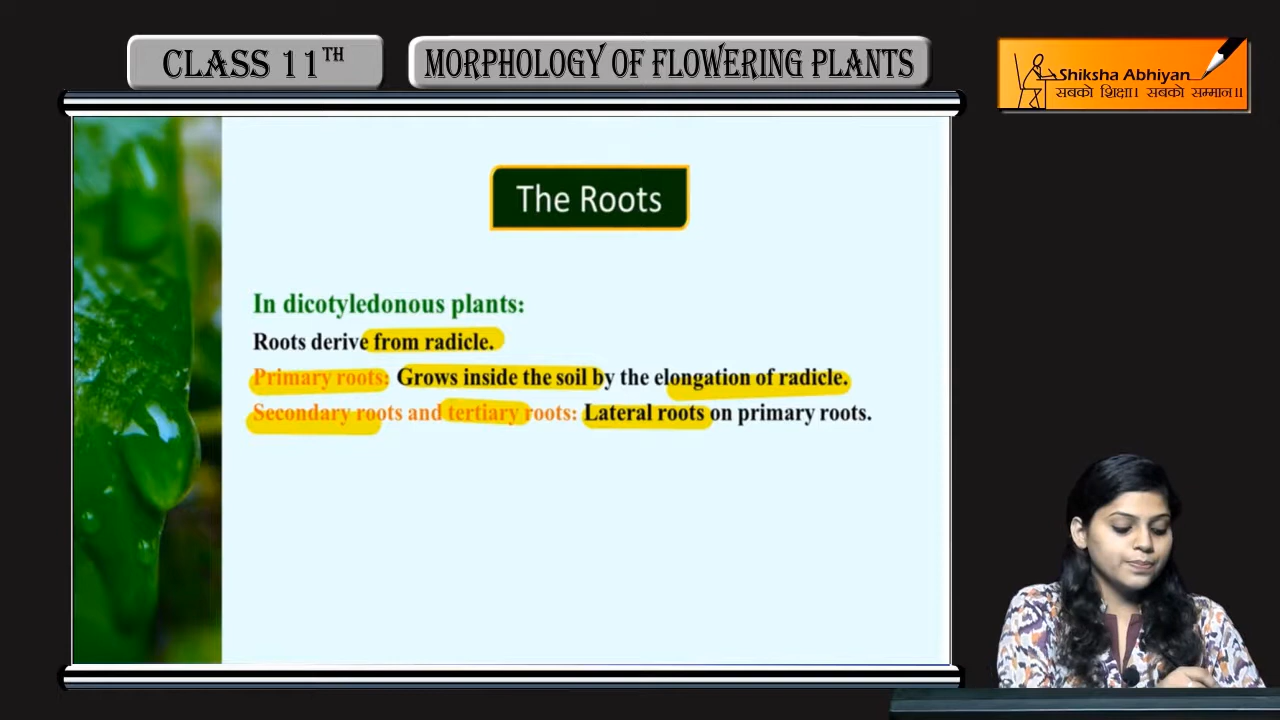 CLASS 11TH
MORPHOLOGY OF FLOWERING PLANTS
Shiksha Abhiyan
सबको शिक्षा। सबको सम्मान।।
The Roots
In dicotyledonous plants:
Roots derive from radicle.
Primary roots: Grows inside the soil by the elongation of radicle.
Secondary roots and tertiary roots: Lateral roots on primary roots.